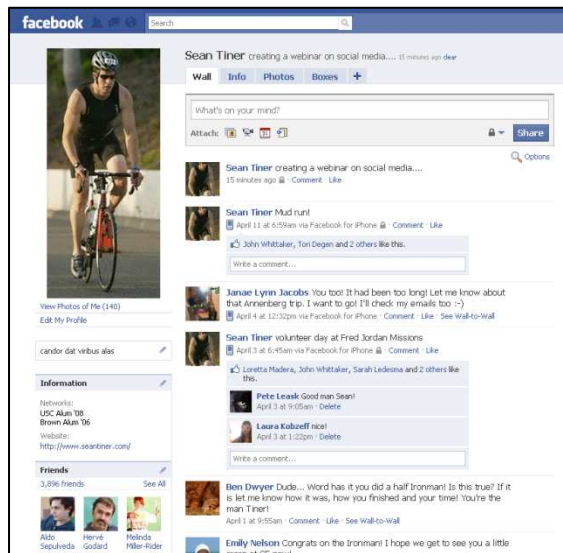 facebook
Search
Sean Tiner creating a webinar on social media.... 15 minutes ago clear
Wall Info Photos Boxes +
What's on your mind?
Attach:
31
Share
Options
Sean Tiner creating a webinar on social media....
15 minutes ago · Comment · Like
Sean Tiner Mud run!
April 11 at 6:59am via Facebook for iPhone · Comment · Like
John Whittaker, Tori Degen and 2 others like this.
Write a comment...
Janae Lynn Jacobs You too! It had been too long! Let me know about
that Annenberg trip. I want to go! I'll check my emails too :-)
April 4 at 12:32pm via Facebook for iPhone · Comment · Like · See Wall-to-Wall
Sean Tiner volunteer day at Fred Jordan Missions
April 3 at 6:45am via Facebook for iPhone · Comment · Like
Loretta Madera, John Whittaker, Sarah Ledesma and 2 others like
this.
Pete Leask Good man Sean!
April 3 at 9:05am · Delete
Laura Kobzeff nice!
April 3 at 1:22pm · Delete
Write a comment...
Ben Dwyer Dude... Word has it you did a half Ironman! Is this true? If it
is let me know how it was, how you finished and your time! You're the
man Tiner!
April 1 at 9:55am · Comment · Like · See Wall-to-Wall
Emily Nelson Congrats on the Ironman! I hope we get to see you a little
View Photos of Me (140)
Edit My Profile
candor dat viribus alas
Information
Networks:
USC Alum '08
Brown Alum '06
Website:
http://www.seantiner.com/
Friends
3,896 friends See All
Aldo Sepulveda
Hervé Godard
Melinda Miller-Rider